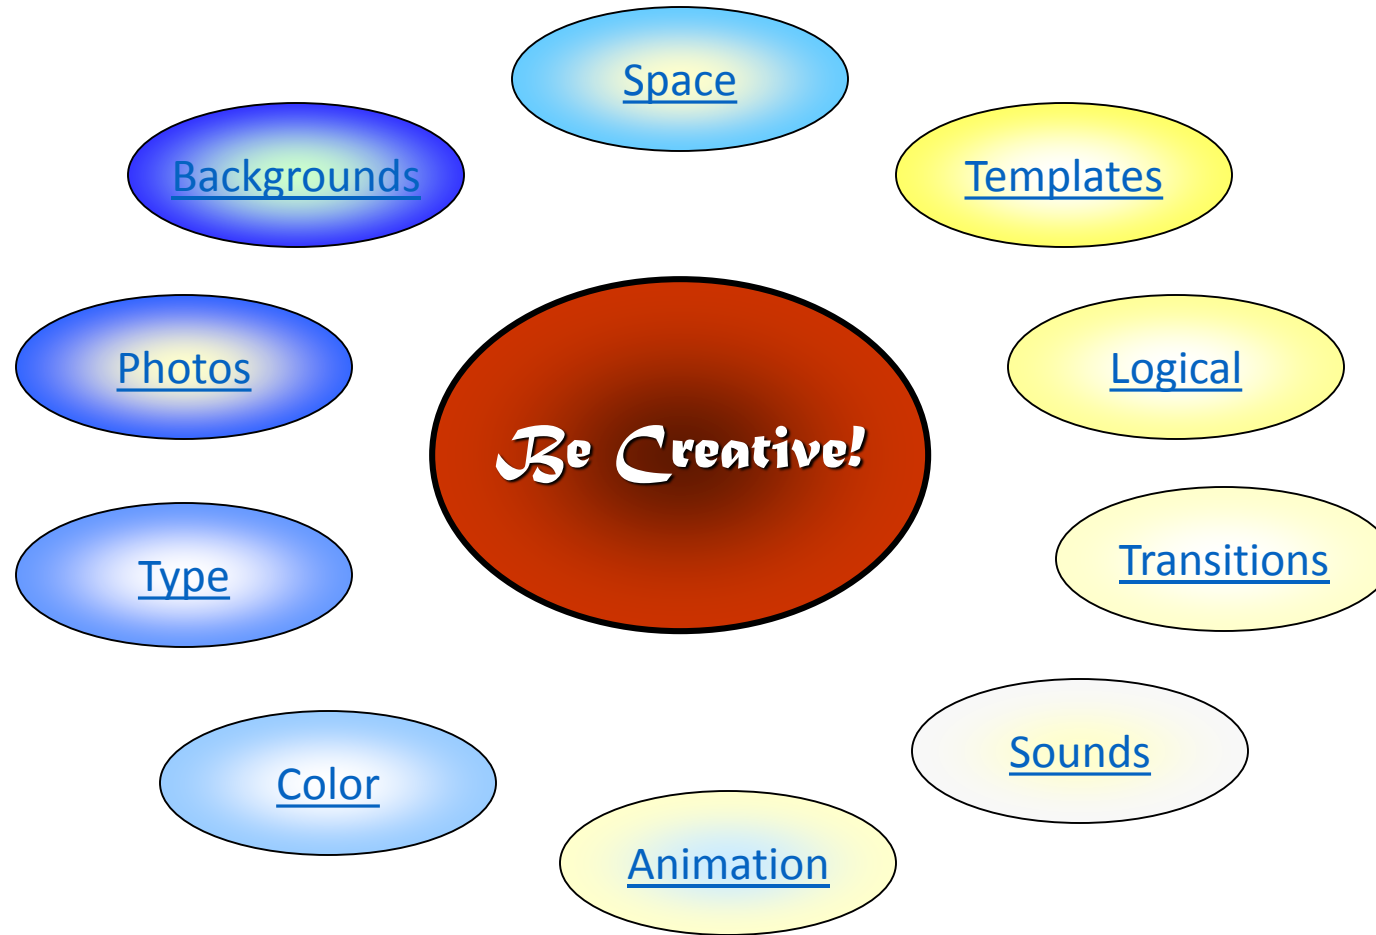 Space
Backgrounds
Templates
Photos
Logical
Be Creative!
Type
Transitions
Sounds
Color
Animation